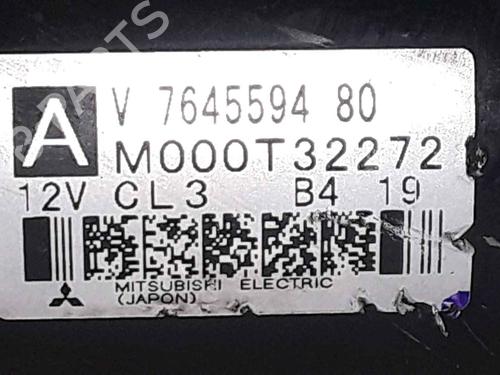 A
V 7645594 80
M000T32272
12V CL3 B4 19
MITSUBISHI ELECTRIC
(JAPON)